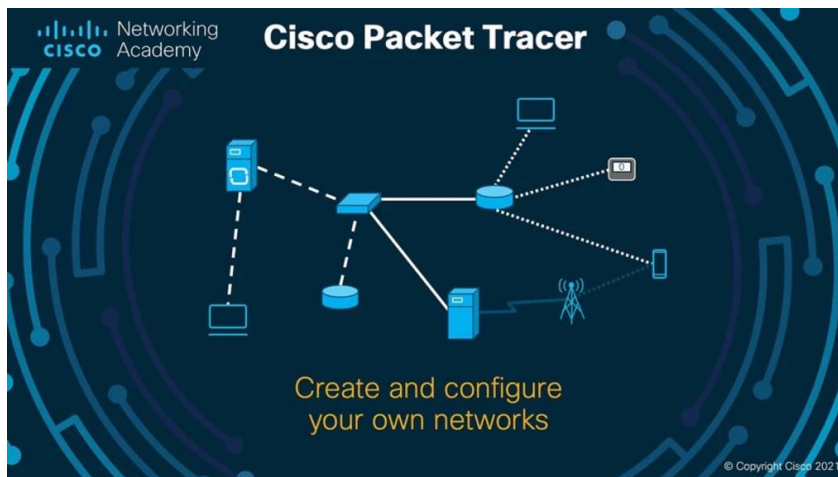 CISCO
Networking
Academy
Cisco Packet Tracer
0
Create and configure
your own networks
© Copyright Cisco 2021